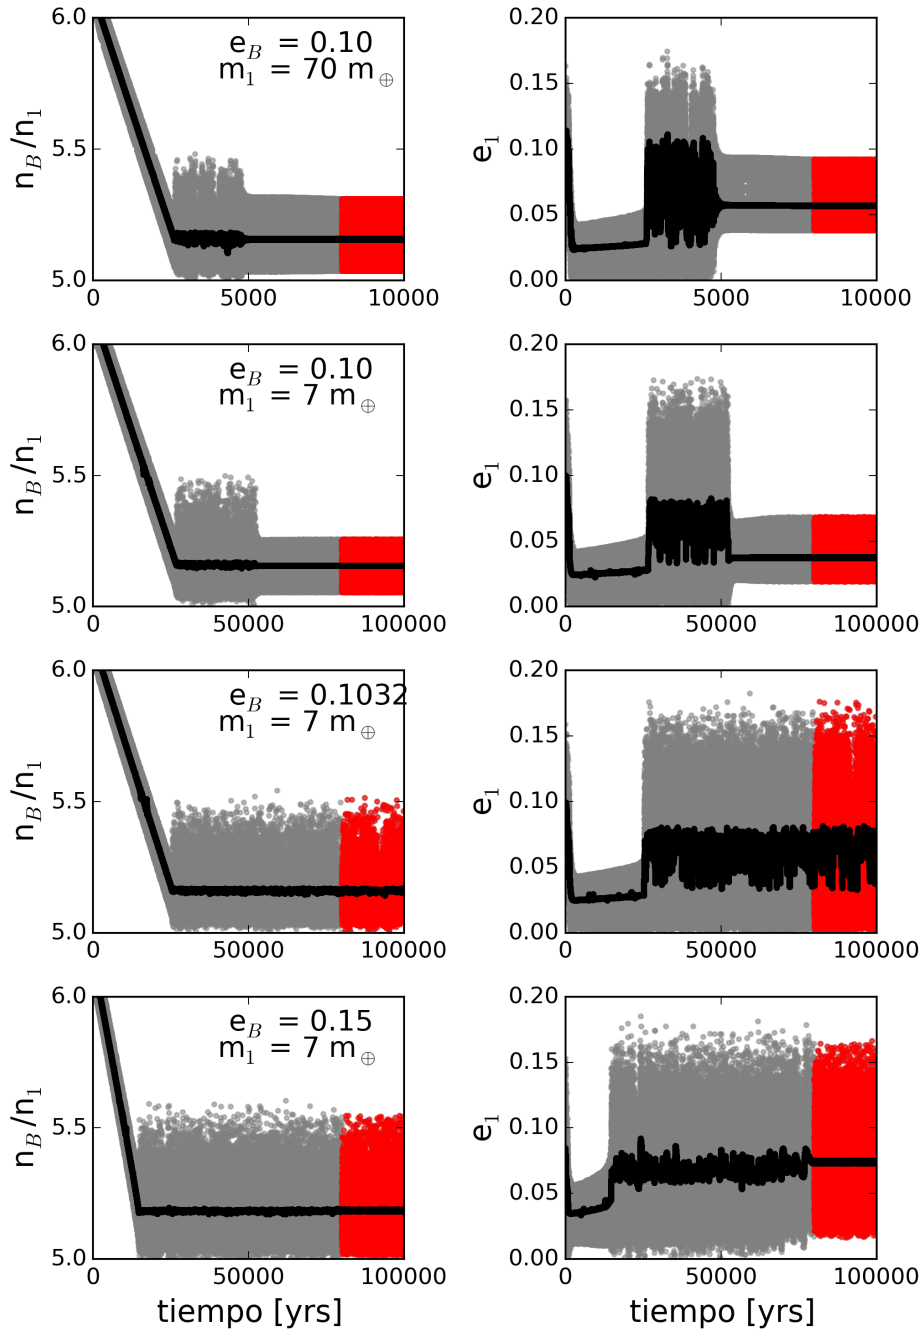 6.0
5.5
5.0
n_B/n_1
e_B = 0.10
m_1 = 70 m_⊕
0 5000 10000
0.20
0.15
0.10
0.05
0.00
e_1
0 5000 10000
6.0
5.5
5.0
n_B/n_1
e_B = 0.10
m_1 = 7 m_⊕
0 50000 100000
0.20
0.15
0.10
0.05
0.00
e_1
0 50000 100000
6.0
5.5
5.0
n_B/n_1
e_B = 0.1032
m_1 = 7 m_⊕
0 50000 100000
0.20
0.15
0.10
0.05
0.00
e_1
0 50000 100000
6.0
5.5
5.0
n_B/n_1
e_B = 0.15
m_1 = 7 m_⊕
0 50000 100000
tiempo [yrs]
0.20
0.15
0.10
0.05
0.00
e_1
0 50000 100000
tiempo [yrs]